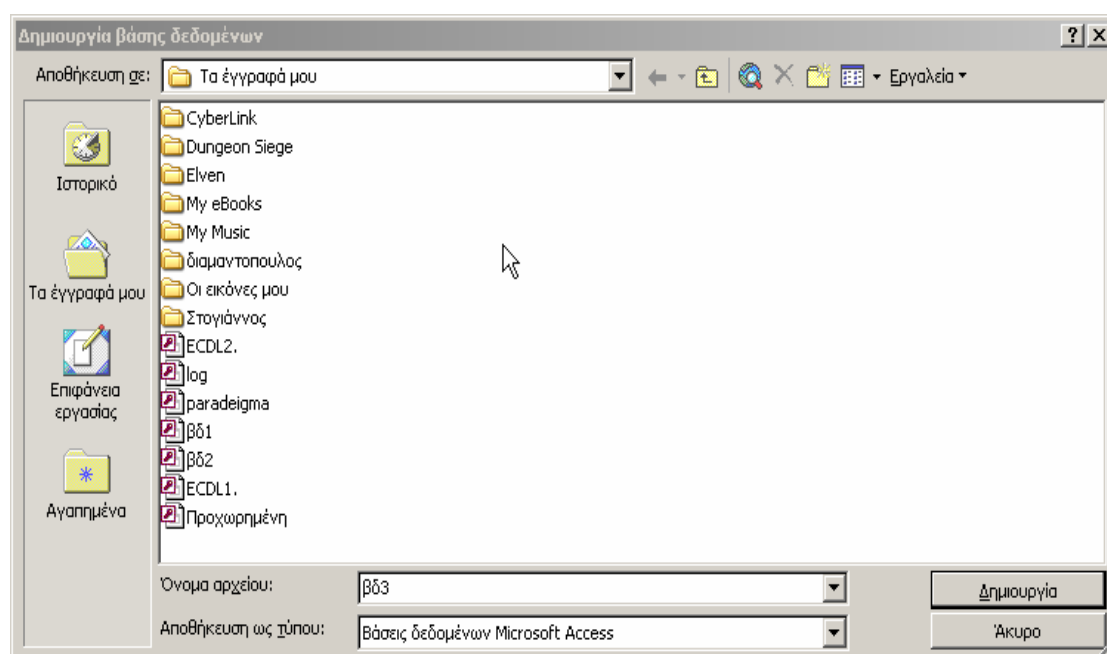 Δημιουργία βάσης δεδομένων
Αποθήκευση σε: Τα έγγραφά μου Εργαλεία
Ιστορικό
Τα έγγραφά μου
Επιφάνεια
εργασίας
Αγαπημένα
CyberLink
Dungeon Siege
Elven
My eBooks
My Music
διαμαντοπουλος
Οι εικόνες μου
Στογιάννος
ECDL2.
log
paradeigma
βδ1
βδ2
ECDL1.
Προχωρημένη
Όνομα αρχείου: βδ3 Δημιουργία
Αποθήκευση ως τύπου: Βάσεις δεδομένων Microsoft Access Άκυρο